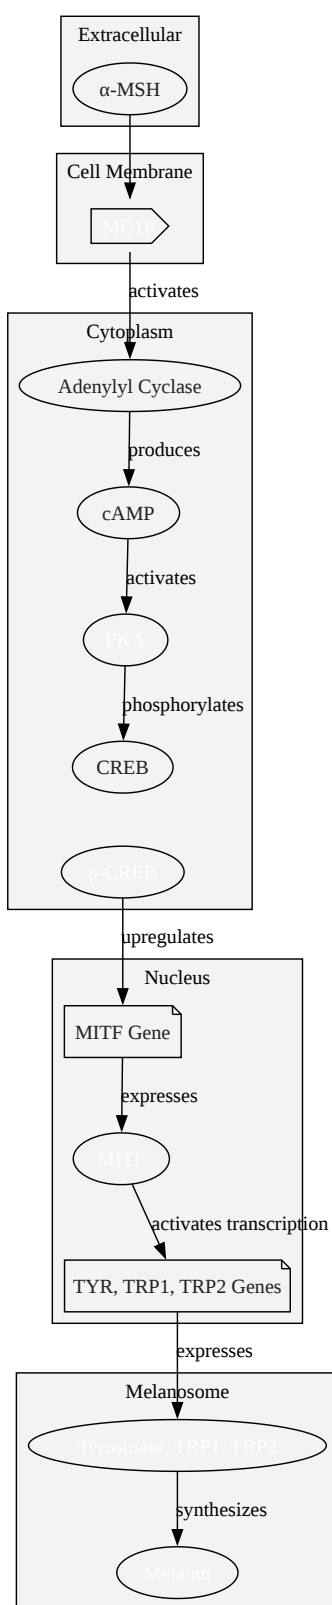 Extracellular
α-MSH
Cell Membrane
MC1R
activates
Cytoplasm
Adenylyl Cyclase
produces
cAMP
activates
PKA
phosphorylates
CREB
p-CREB
upregulates
Nucleus
MITF Gene
expresses
MITF
activates transcription
TYR, TRP1, TRP2 Genes
expresses
Melanosome
Tyrosinase, TRP1, TRP2
synthesizes
Melanin